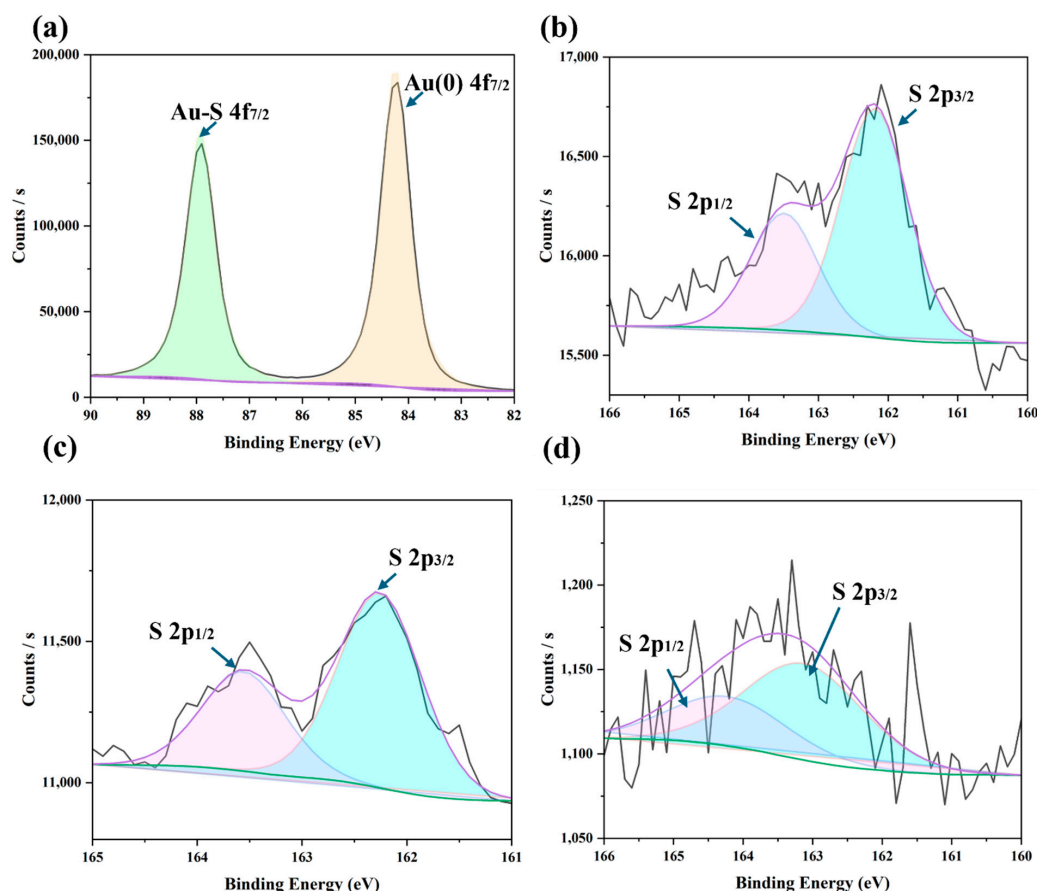 (a)
200,000
150,000
100,000
50,000
0
Counts / s
Au-S 4f7/2
Au(0) 4f7/2
90 89 88 87 86 85 84 83 82
Binding Energy (eV)
(b)
17,000
16,500
16,000
15,500
Counts / s
S 2p1/2
S 2p3/2
166 165 164 163 162 161 160
Binding Energy (eV)
(c)
12,000
11,500
11,000
Counts / s
S 2p1/2
S 2p3/2
165 164 163 162 161
Binding Energy (eV)
(d)
1,250
1,200
1,150
1,100
1,050
Counts / s
S 2p1/2
S 2p3/2
166 165 164 163 162 161 160
Binding Energy (eV)